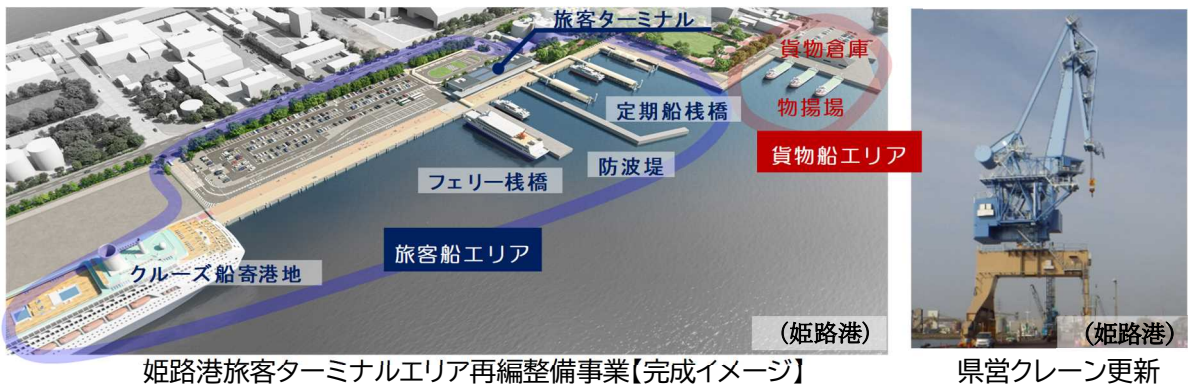 旅客ターミナル
貨物倉庫
物揚場
定期船桟橋
貨物船エリア
防波堤
フェリー桟橋
旅客船エリア
クルーズ船寄港地
(姫路港)
(姫路港)
姫路港旅客ターミナルエリア再編整備事業【完成イメージ】
県営クレーン更新